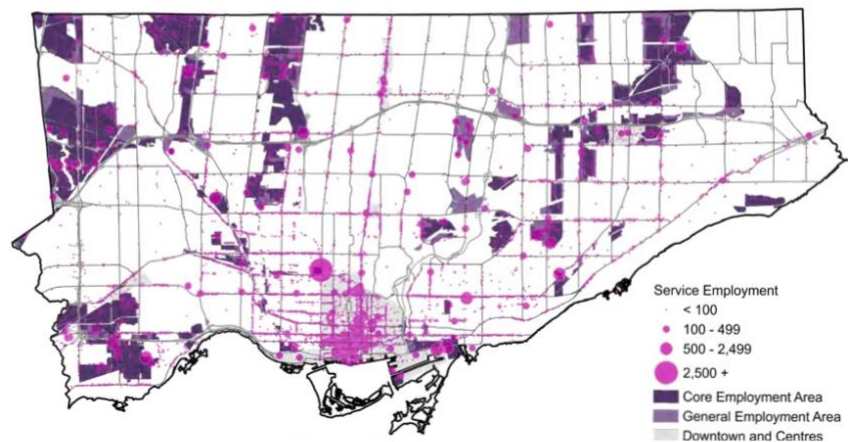 Service Employment
< 100
100 - 499
500 - 2,499
2,500 +
Core Employment Area
General Employment Area
Downtown and Centres